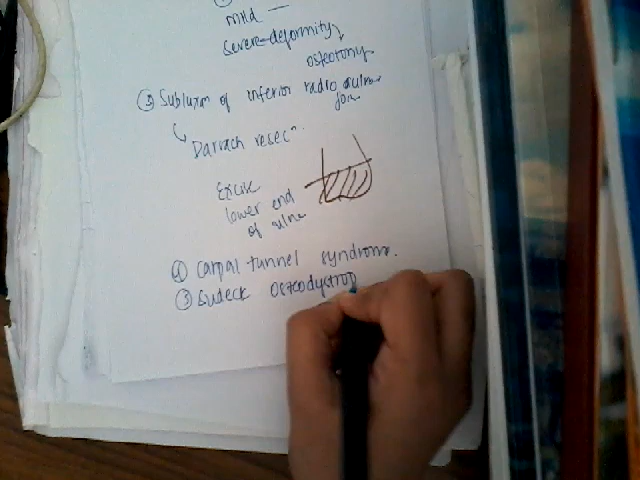 Mild —
Severe → deformity
osteotomy
③ Subluxn of inferior radio ulnar
join
↳ Darrach resecn.
Excise
lower end
of ulna
④ Carpal tunnel syndrome.
⑤ Sudeck osteodystrop